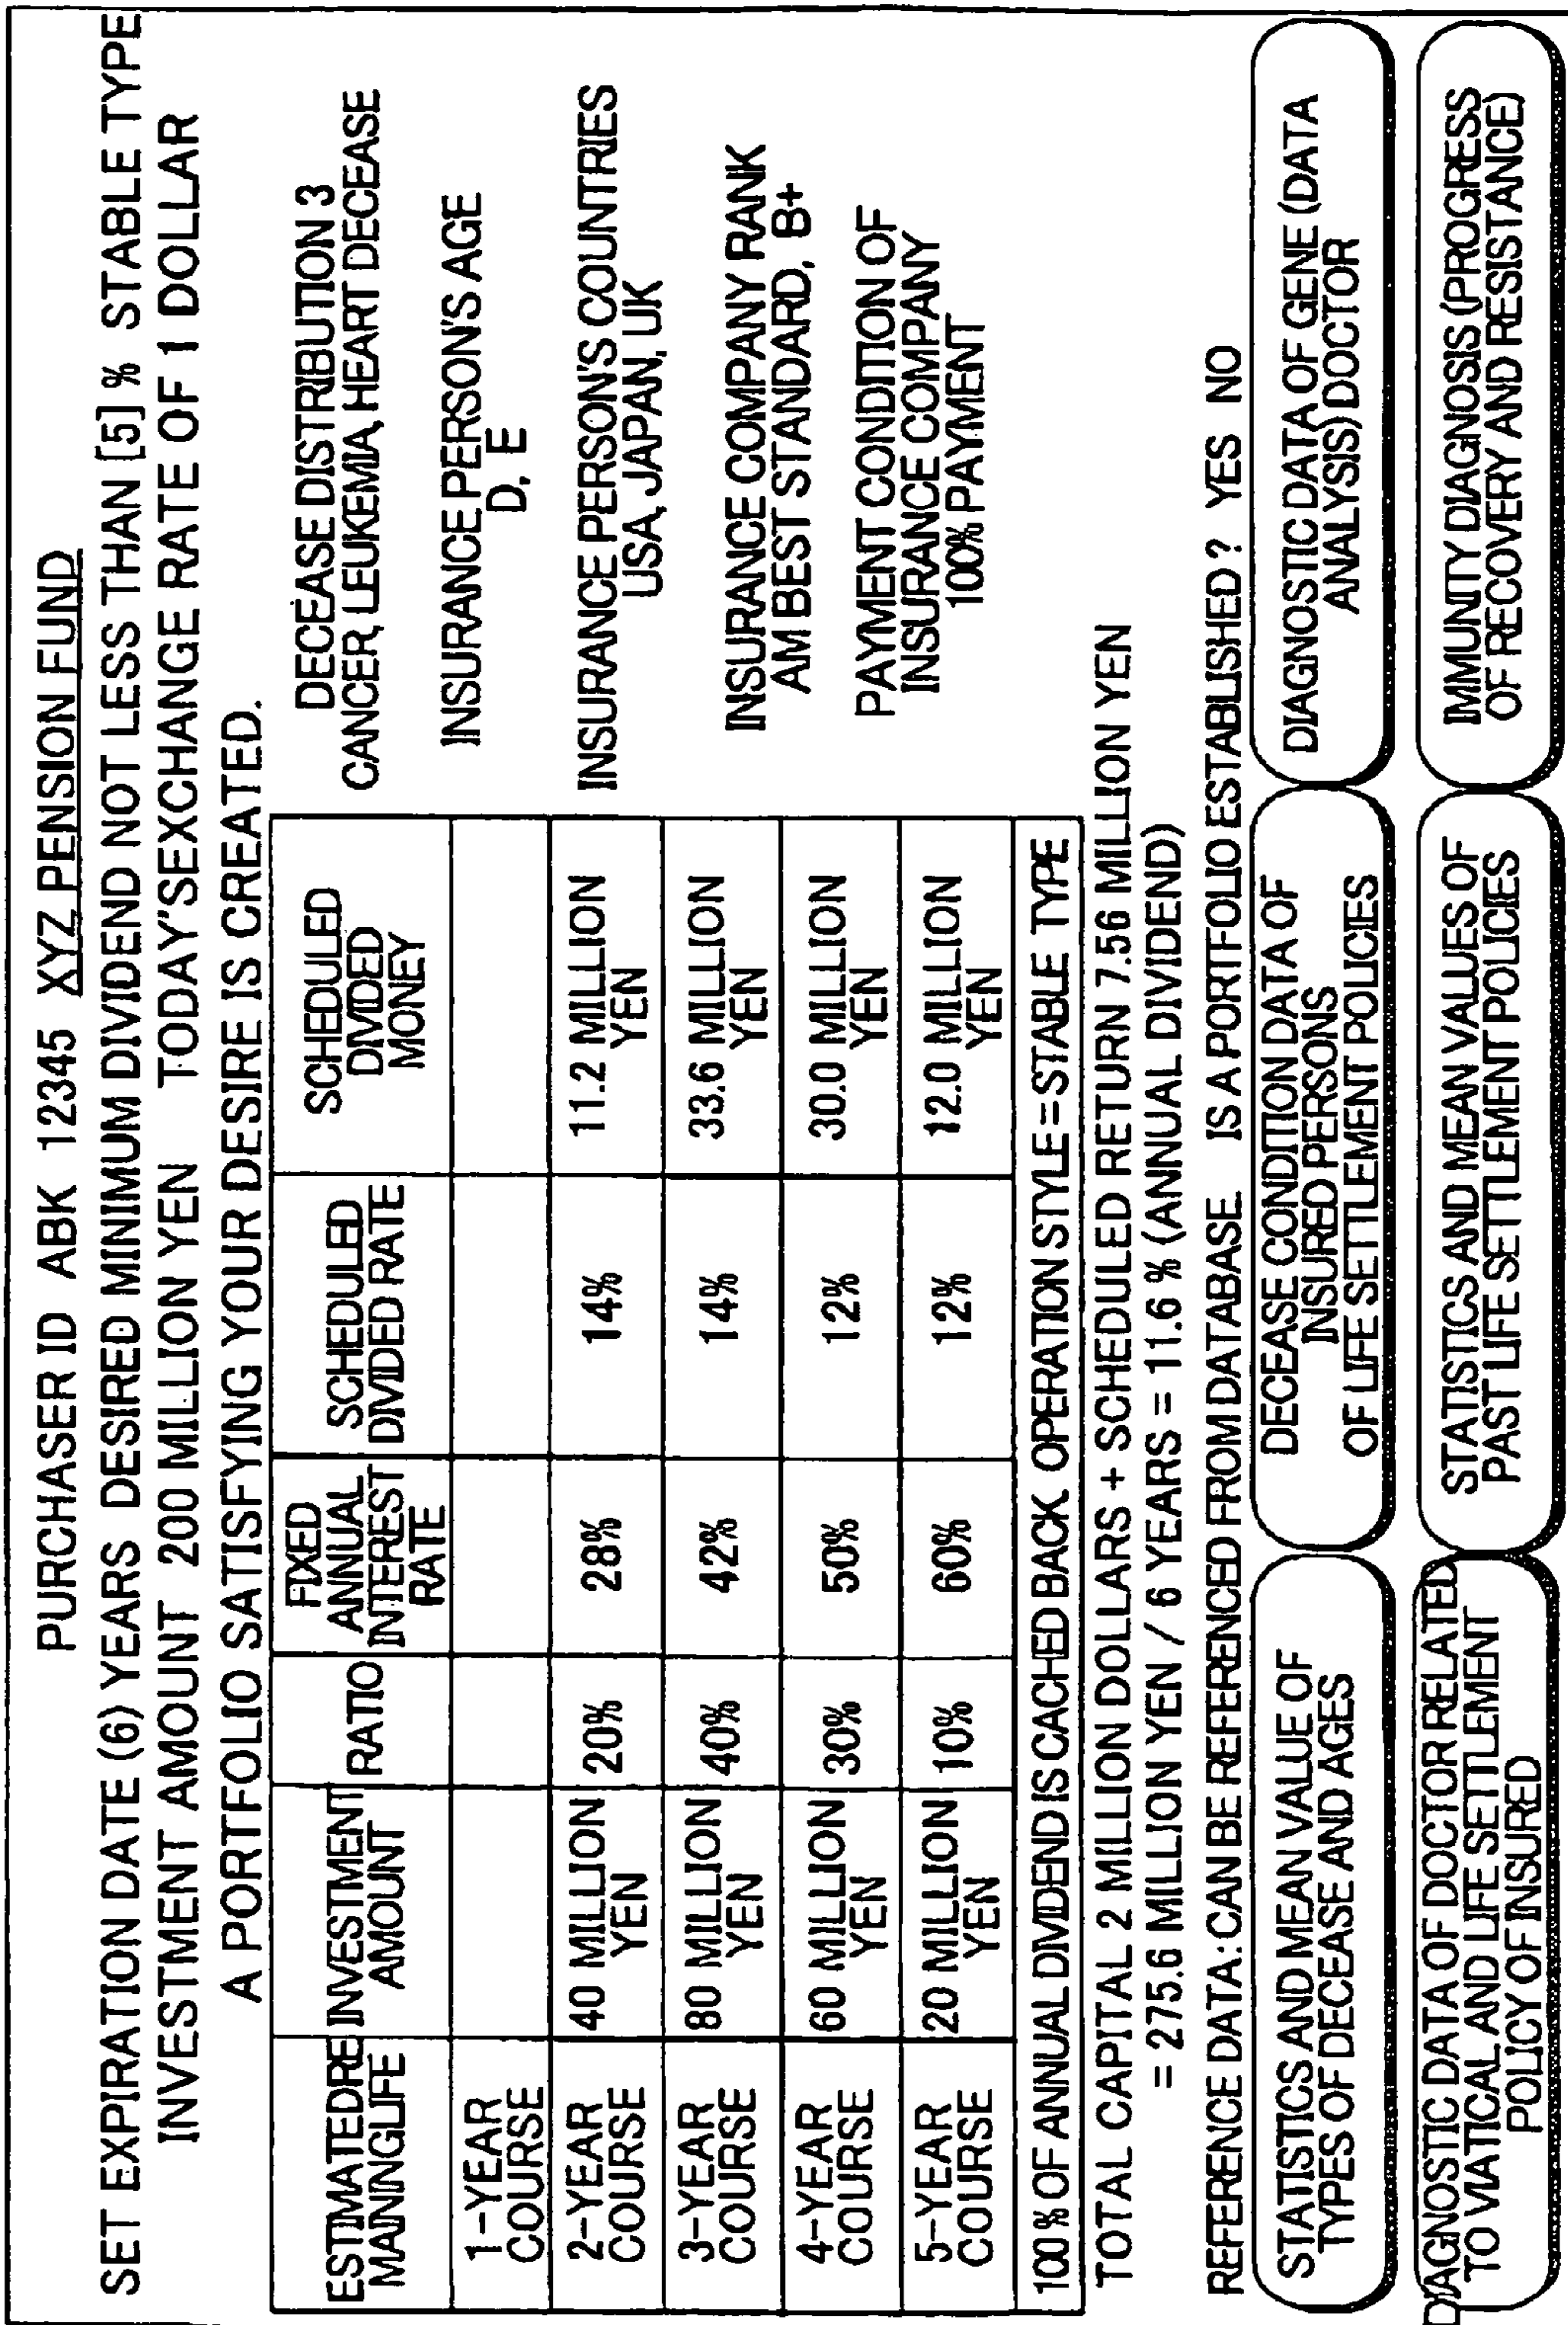 PURCHASER ID ABK 12345 XYZ PENSION FUND
SET EXPIRATION DATE (6) YEARS DESIRED MINIMUM DIVIDEND NOT LESS THAN [5] % STABLE TYPE
INVESTMENT AMOUNT 200 MILLION YEN TODAY'SEXCHANGE RATE OF 1 DOLLAR
A PORTFOLIO SATISFYING YOUR DESIRE IS CREATED.
ESTIMATEDRE
MAININGLIFE
INVESTMENT
AMOUNT
RATIO
FIXED
ANNUAL
INTEREST
RATE
SCHEDULED
DIVIDED RATE
SCHEDULED
DIVIDED
MONEY
1-YEAR
COURSE
2-YEAR
COURSE
40 MILLION
YEN
20%
28%
14%
11.2 MILLION
YEN
3-YEAR
COURSE
80 MILLION
YEN
40%
42%
14%
33.6 MILLION
YEN
4-YEAR
COURSE
60 MILLION
YEN
30%
50%
12%
30.0 MILLION
YEN
5-YEAR
COURSE
20 MILLION
YEN
10%
60%
12%
12.0 MILLION
YEN
100% OF ANNUAL DIVIDEND IS CACHED BACK OPERATION STYLE=STABLE TYPE
DECEASE DISTRIBUTION 3
CANCER, LEUKEMIA, HEART DECEASE
INSURANCE PERSON'S AGE
D, E
INSURANCE PERSON'S COUNTRIES
USA, JAPAN, UK
INSURANCE COMPANY RANK
AM BEST STANDARD, B+
PAYMENT CONDITION OF
INSURANCE COMPANY
100% PAYMENT
TOTAL CAPITAL 2 MILLION DOLLARS + SCHEDULED RETURN 7.56 MILLION YEN
= 275.6 MILLION YEN / 6 YEARS = 11.6 % (ANNUAL DIVIDEND)
REFERENCE DATA: CAN BE REFERENCED FROM DATABASE. IS A PORTFOLIO ESTABLISHED? YES NO
STATISTICS AND MEAN VALUE OF
TYPES OF DECEASE AND AGES
DECEASE CONDITION DATA OF
INSURED PERSONS
OF LIFE SETTLEMENT POLICIES
DIAGNOSTIC DATA OF GENE (DATA
ANALYSIS) DOCTOR
DIAGNOSTIC DATA OF DOCTOR RELATED
TO VIATICAL AND LIFE SETTLEMENT
POLICY OF INSURED
STATISTICS AND MEAN VALUES OF
PAST LIFE SETTLEMENT POLICIES
IMMUNITY DIAGNOSIS (PROGRESS
OF RECOVERY AND RESISTANCE)